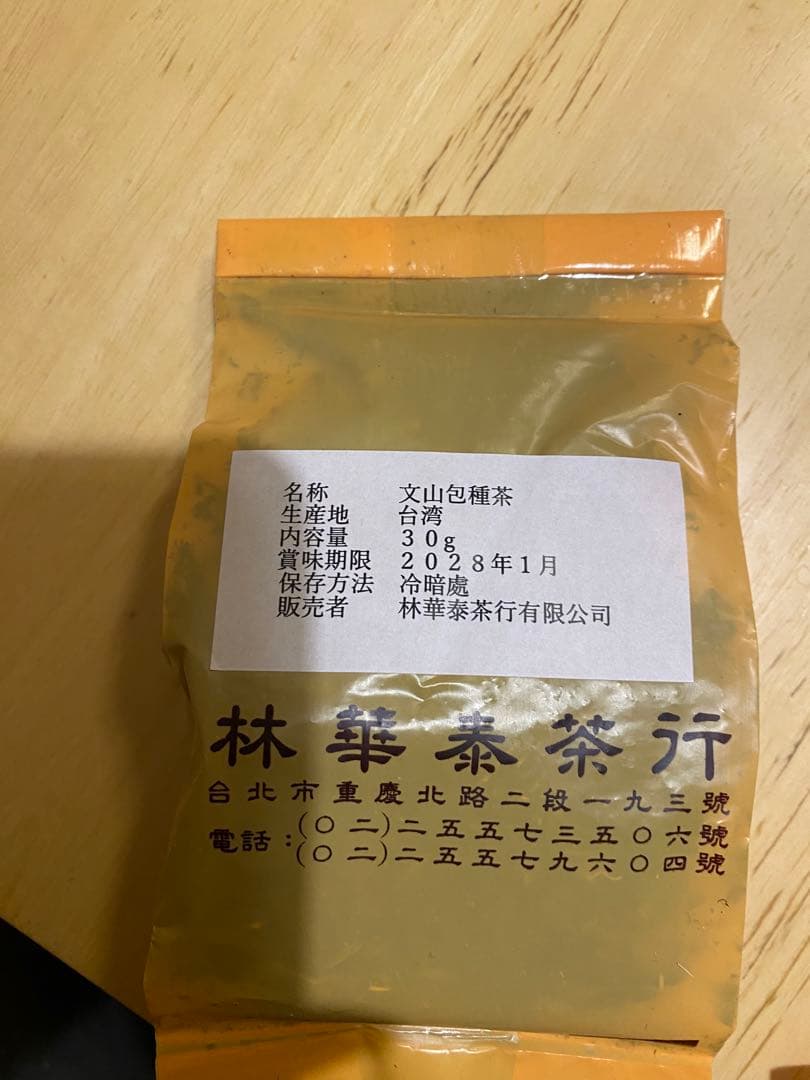 名称 文山包種茶
生産地 台湾
内容量 30g
賞味期限 2028年1月
保存方法 冷暗處
販売者 林華泰茶行有限公司
林華泰茶行
台北市重慶北路二段一九三號
電話：(〇二)二五五七三五〇六號
(〇二)二五五七九六〇四號